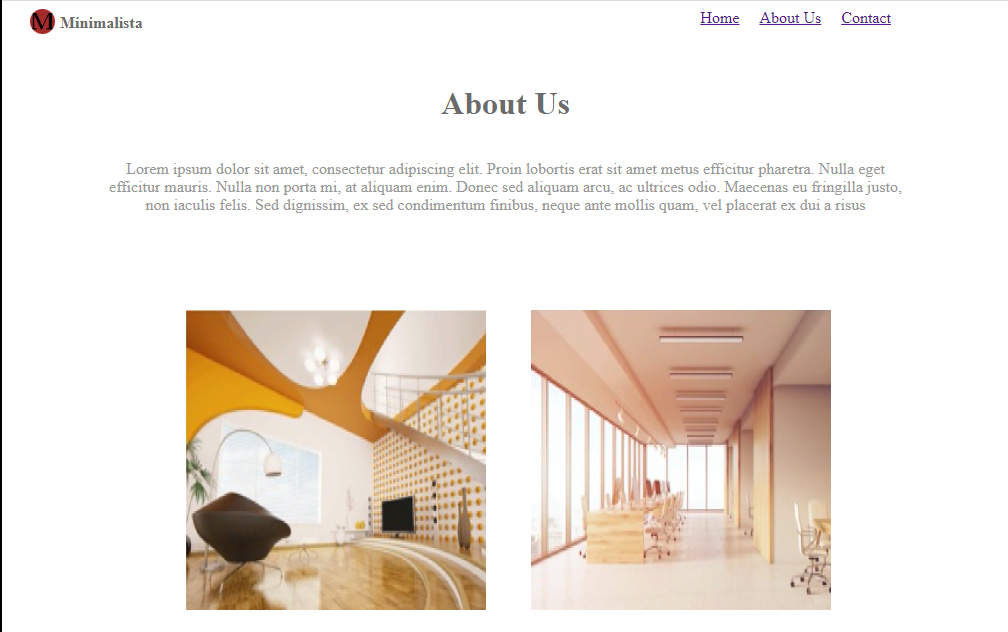 M Minimalista
Home About Us Contact
About Us
Lorem ipsum dolor sit amet, consectetur adipiscing elit. Proin lobortis erat sit amet metus efficitur pharetra. Nulla eget
efficitur mauris. Nulla non porta mi, at aliquam enim. Donec sed aliquam arcu, ac ultrices odio. Maecenas eu fringilla justo,
non iaculis felis. Sed dignissim, ex sed condimentum finibus, neque ante mollis quam, vel placerat ex dui a risus